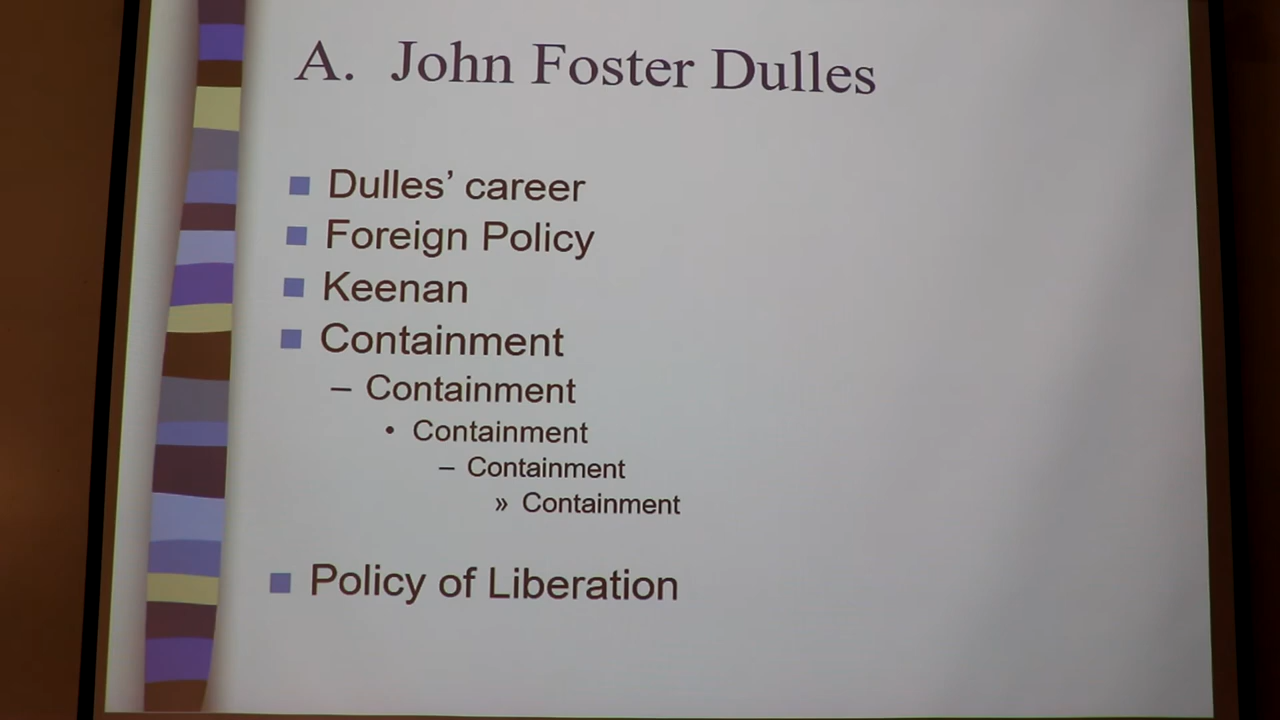 A. John Foster Dulles
Dulles’ career
Foreign Policy
Keenan
Containment
– Containment
• Containment
– Containment
» Containment
Policy of Liberation